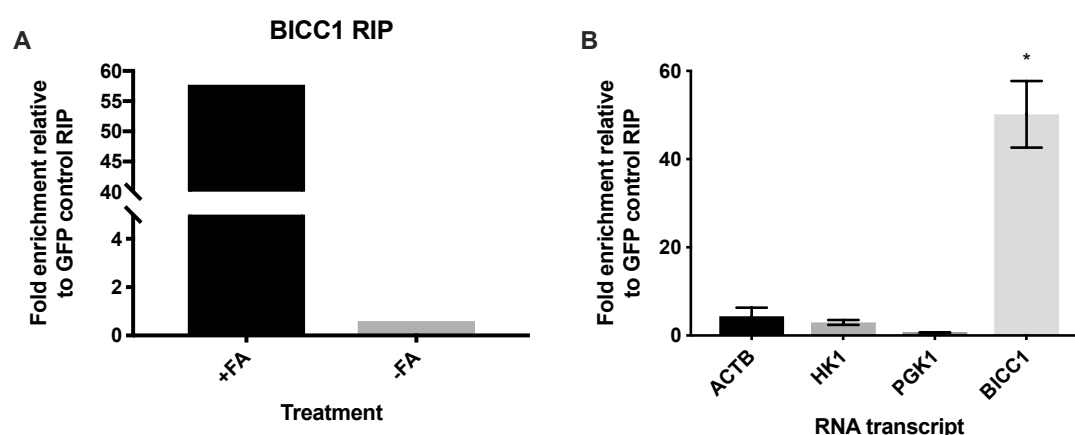 A
BICC1 RIP
Fold enrichment relative
to GFP control RIP
60
55
50
45
40
4
2
0
+FA
-FA
Treatment
B
*
Fold enrichment relative
to GFP control RIP
60
40
20
0
ACTB
HK1
PGK1
BICC1
RNA transcript